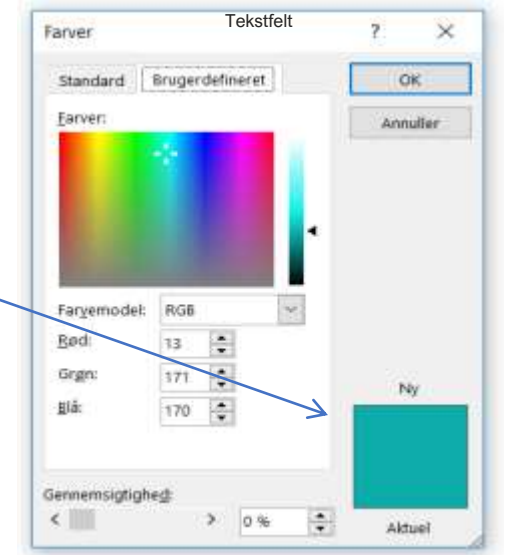 Tekstfelt
Farver ? ×
Standard Brugerdefineret OK
Farver: Annuller
Farvemodel: RGB
Rød: 13
Grøn: 171
Blå: 170
Ny
Gennemsigtighed:
< > 0 %
Aktuel